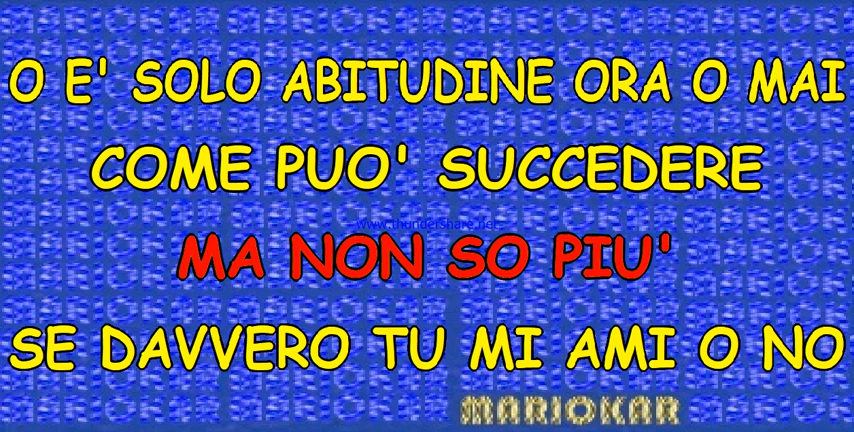 O E' SOLO ABITUDINE ORA O MAI
COME PUO' SUCCEDERE
www.thundershare.net
MA NON SO PIU'
SE DAVVERO TU MI AMI O NO
MARIOKAR